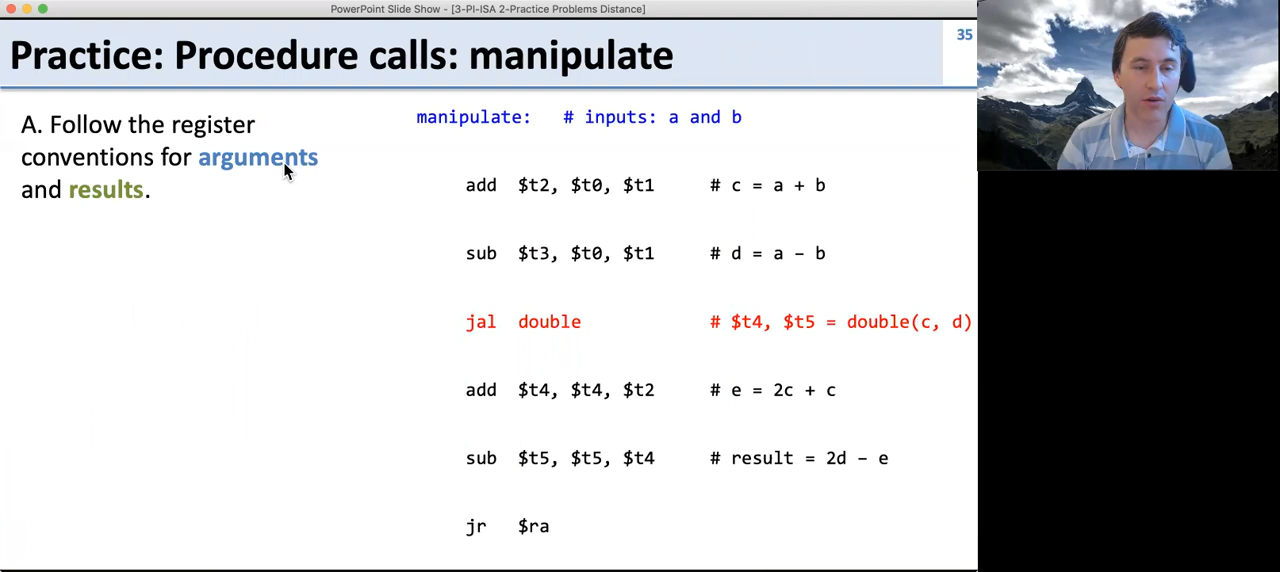 PowerPoint Slide Show - [3-PI-ISA 2-Practice Problems Distance]
Practice: Procedure calls: manipulate
35
A. Follow the register
conventions for arguments
and results.
manipulate: # inputs: a and b
add $t2, $t0, $t1 # c = a + b
sub $t3, $t0, $t1 # d = a – b
jal double # $t4, $t5 = double(c, d)
add $t4, $t4, $t2 # e = 2c + c
sub $t5, $t5, $t4 # result = 2d – e
jr $ra